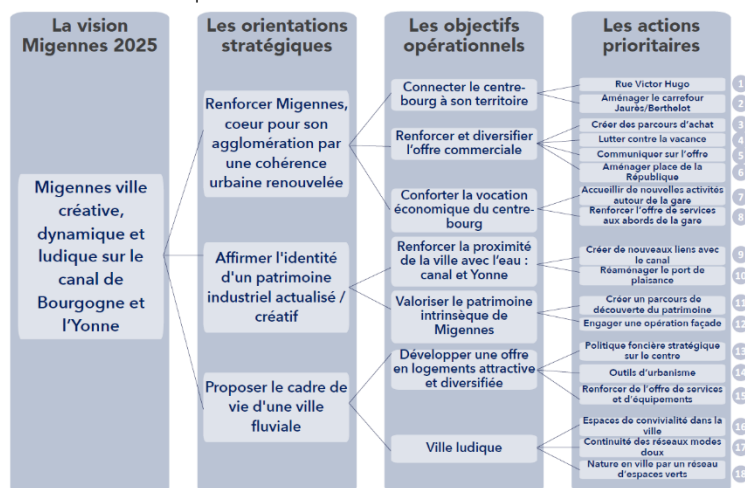 La vision
Migennes 2025
Migennes ville
créative,
dynamique et
ludique sur le
canal de
Bourgogne et
l'Yonne
Les orientations
stratégiques
Renforcer Migennes,
coeur pour son
agglomération par
une cohérence
urbaine renouvelée
Affirmer l'identité
d'un patrimoine
industriel actualisé /
créatif
Proposer le cadre de
vie d'une ville
fluviale
Les objectifs
opérationnels
Connecter le centre-
bourg à son territoire
Renforcer et diversifier
l'offre commerciale
Conforter la vocation
économique du centre-
bourg
Renforcer la proximité
de la ville avec l'eau :
canal et Yonne
Valoriser le patrimoine
intrinsèque de
Migennes
Développer une offre
en logements attractive
et diversifiée
Ville ludique
Les actions
prioritaires
Rue Victor Hugo 1
Aménager le carrefour
Jaurès/Berthelot 2
Créer des parcours d'achat 3
Lutter contre la vacance 4
Communiquer sur l'offre 5
Aménager place de la
République 6
Accueillir de nouvelles activités
autour de la gare 7
Renforcer l'offre de services
aux abords de la gare 8
Créer de nouveaux liens avec
le canal 9
Réaménager le port de
plaisance 10
Créer un parcours de
découverte du patrimoine 11
Engager une opération façade 12
Politique foncière stratégique
sur le centre 13
Outils d'urbanisme 14
Renforcer de l'offre de services
et d'équipements 15
Espaces de convivialité dans la
ville 16
Continuité des réseaux modes
doux 17
Nature en ville par un réseau
d'espaces verts 18